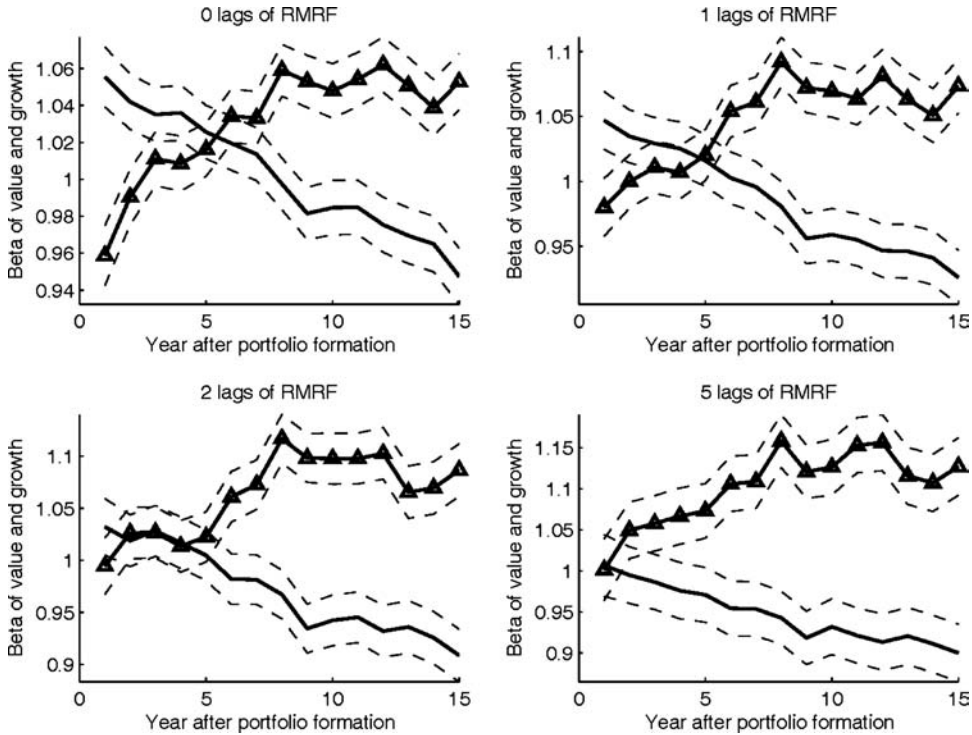 0 lags of RMRF
Beta of value and growth
1.06
1.04
1.02
1
0.98
0.96
0.94
0 5 10 15
Year after portfolio formation
1 lags of RMRF
Beta of value and growth
1.1
1.05
1
0.95
0 5 10 15
Year after portfolio formation
2 lags of RMRF
Beta of value and growth
1.1
1.05
1
0.95
0.9
0 5 10 15
Year after portfolio formation
5 lags of RMRF
Beta of value and growth
1.15
1.1
1.05
1
0.95
0.9
0 5 10 15
Year after portfolio formation